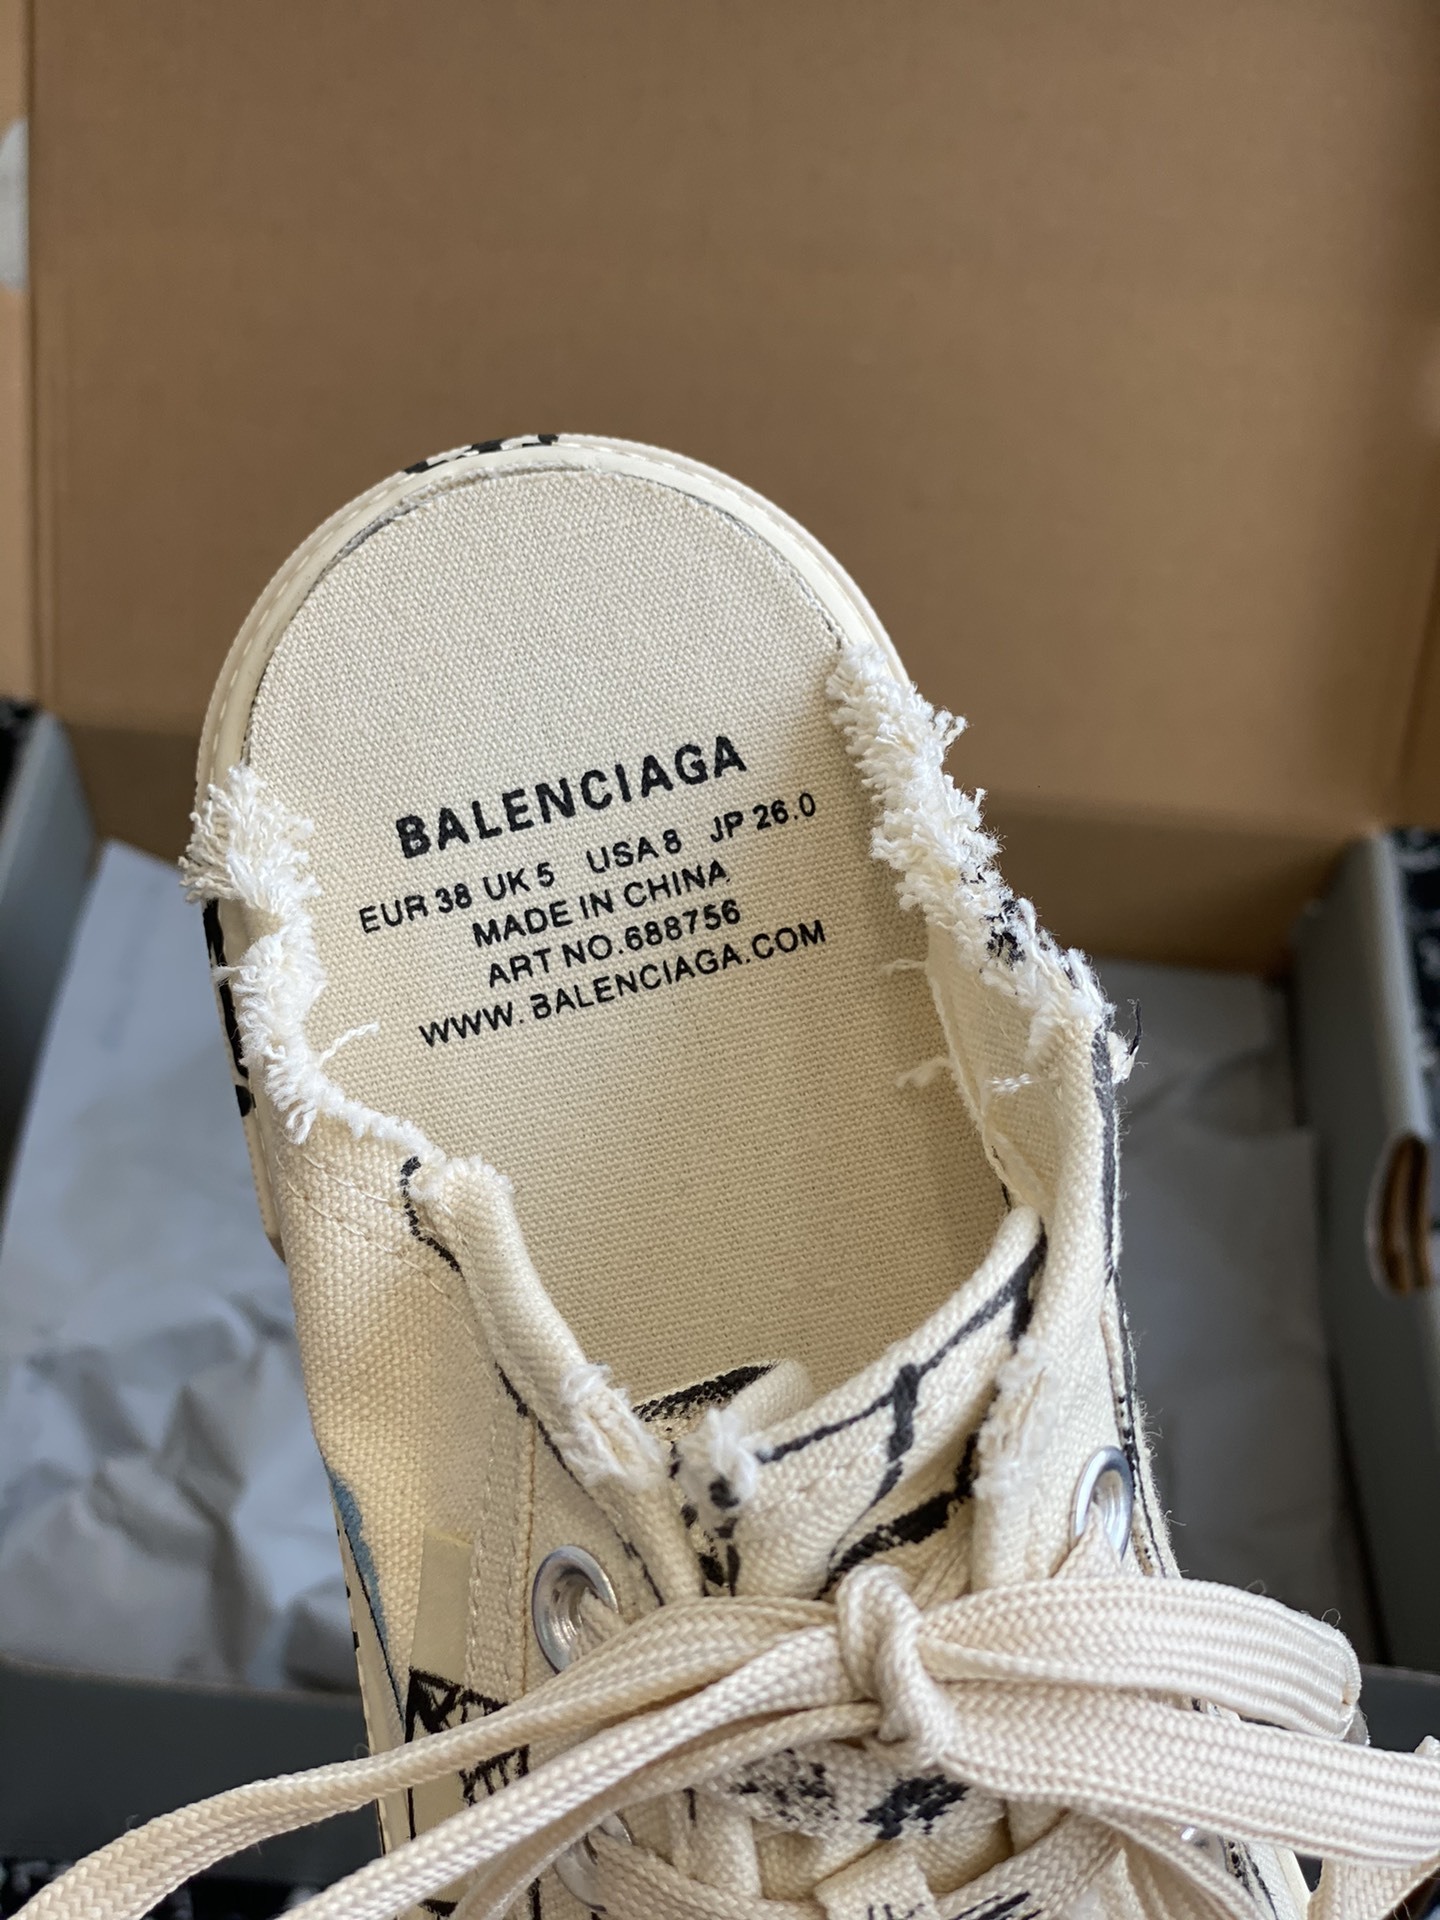 BALENCIAGA
EUR 38 UK 5 USA 8 JP 26.0
MADE IN CHINA
ART NO.688756
WWW.BALENCIAGA.COM